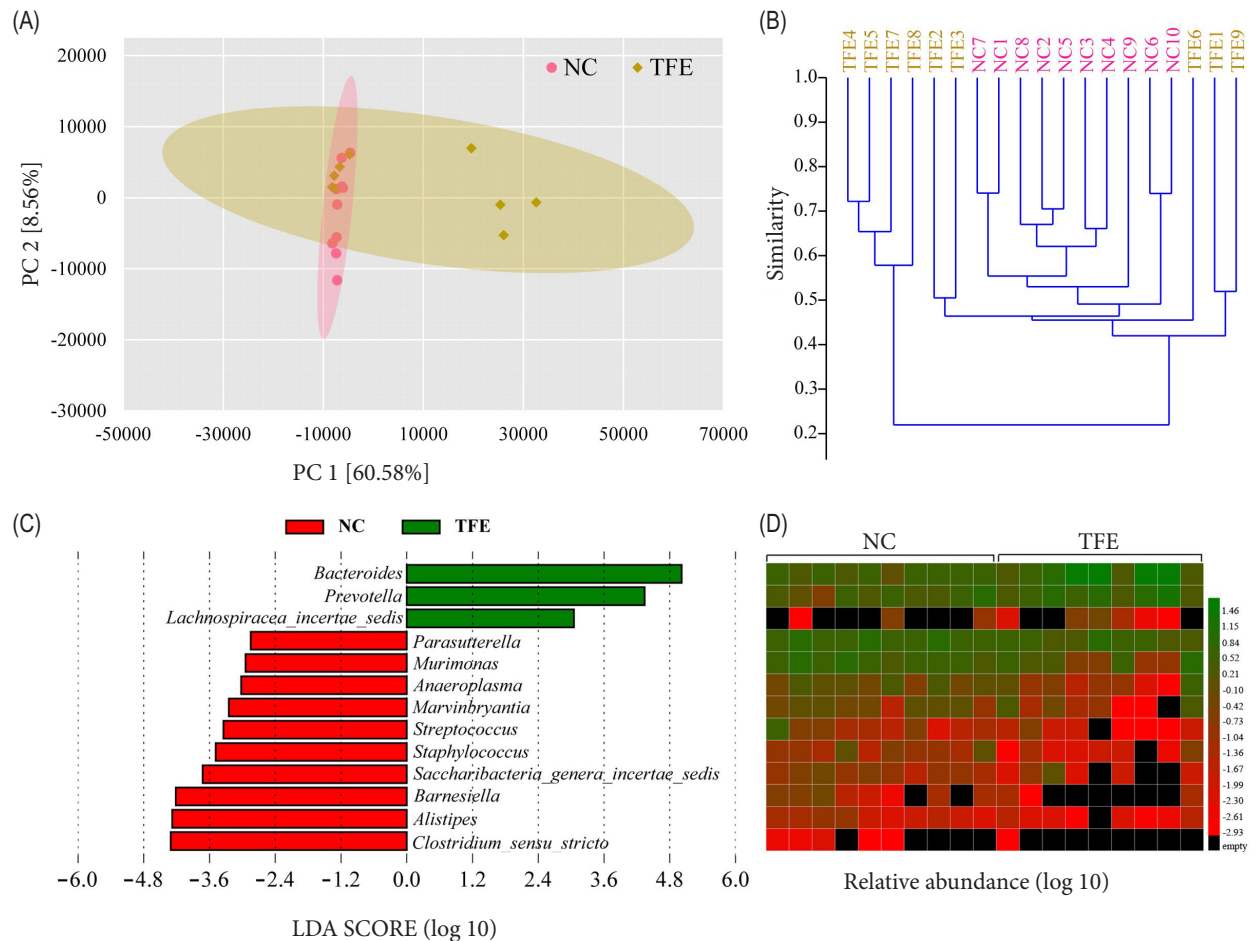 (A)
NC
TFE
20000
10000
0
-10000
-20000
-30000
PC 2 [8.56%]
-50000
-30000
-10000
10000
30000
50000
70000
PC 1 [60.58%]
(B)
TFE4
TFE5
TFE7
TFE8
TFE2
TFE3
NC7
NC1
NC8
NC2
NC5
NC3
NC4
NC9
NC6
NC10
TFE6
TFE1
TFE9
1.0
0.9
0.8
0.7
0.6
0.5
0.4
0.3
0.2
Similarity
(C)
NC
TFE
Bacteroides
Prevotella
Lachnospiracea_incertae_sedis
Parasutterella
Murimonas
Anaeroplasma
Marvinbryantia
Streptococcus
Staphylococcus
Saccharibacteria_genera_incertae_sedis
Barnesiella
Alistipes
Clostridium_sensu_stricto
−6.0
−4.8
−3.6
−2.4
−1.2
0.0
1.2
2.4
3.6
4.8
6.0
LDA SCORE (log 10)
(D)
NC
TFE
1.46
1.15
0.84
0.52
0.21
-0.10
-0.42
-0.73
-1.04
-1.36
-1.67
-1.99
-2.30
-2.61
-2.93
empty
Relative abundance (log 10)